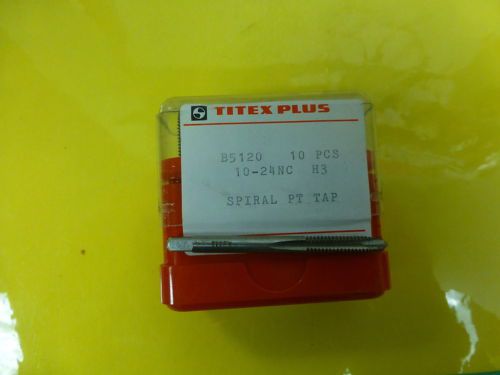 TITEX PLUS
B5120 10 PCS
10-24NC H3
SPIRAL PT TAP